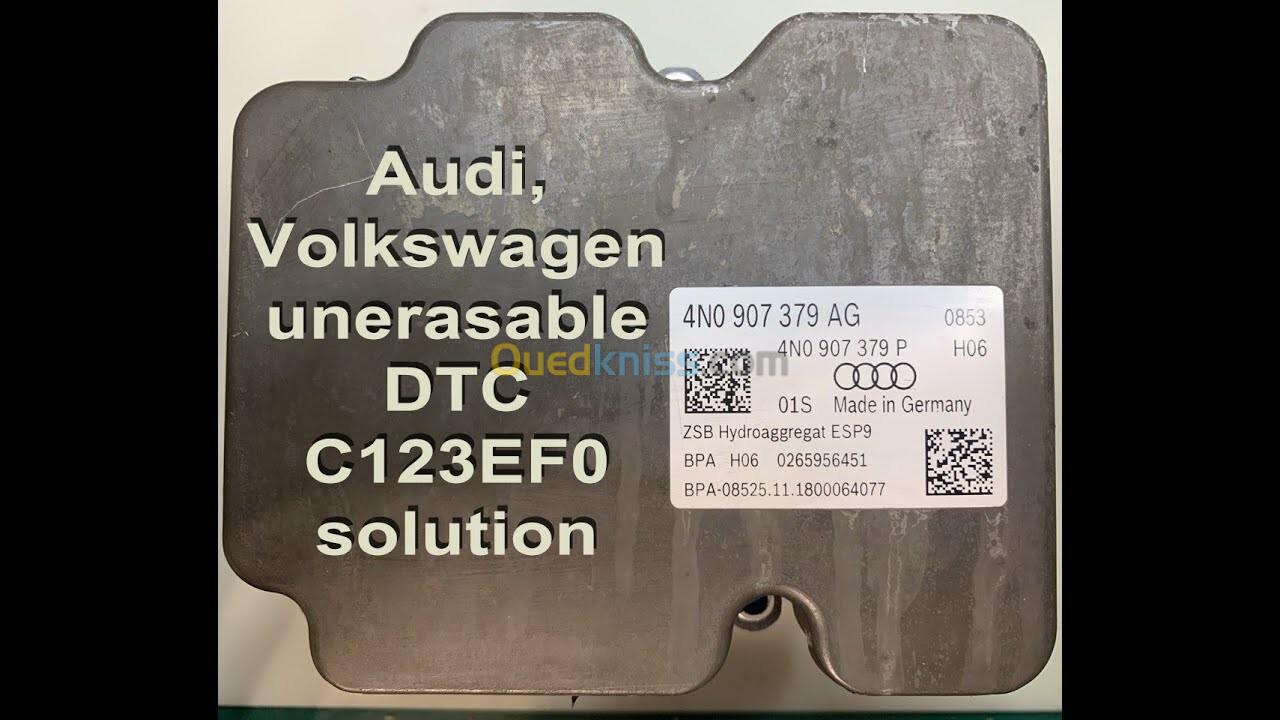 Audi,
Volkswagen
unerasable
DTC
C123EF0
solution
4N0 907 379 AG 0853
4N0 907 379 P H06
Ouedkniss.com
01S Made in Germany
ZSB Hydroaggregat ESP9
BPA H06 0265956451
BPA-08525.11.1800064077